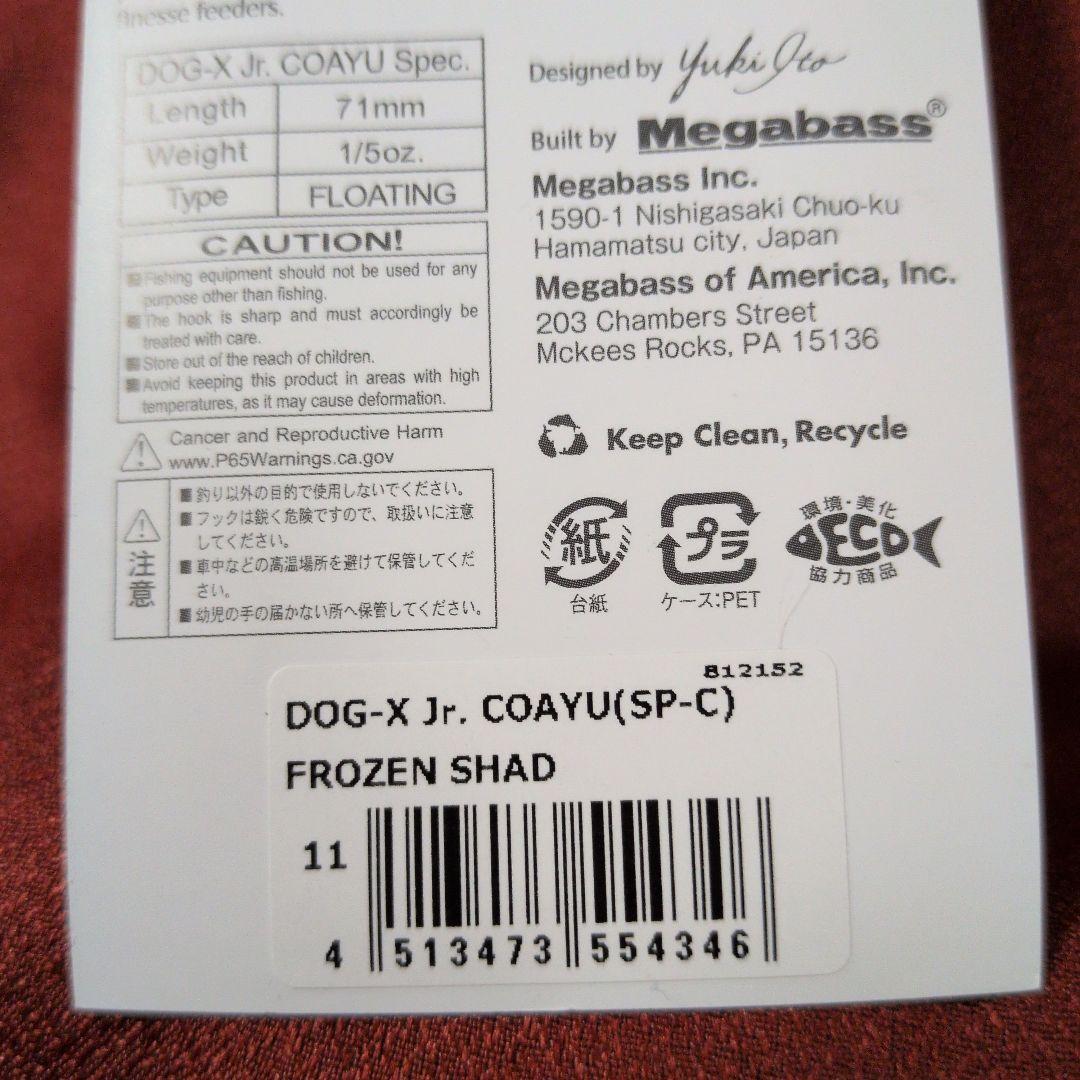 finesse feeders.
DOG-X Jr. COAYU Spec.
Length 71mm
Weight 1/5oz.
Type FLOATING
CAUTION!
■ Fishing equipment should not be used for any
purpose other than fishing.
■ The hook is sharp and must accordingly be
treated with care.
■ Store out of the reach of children.
■ Avoid keeping this product in areas with high
temperatures, as it may cause deformation.
Cancer and Reproductive Harm
www.P65Warnings.ca.gov
注意
■ 釣り以外の目的で使用しないでください。
■ フックは鋭く危険ですので、取扱いに注意
してください。
■ 車中などの高温場所を避けて保管してくだ
さい。
■ 幼児の手の届かない所へ保管してください。
Designed by Yuki Ito
Built by Megabass®
Megabass Inc.
1590-1 Nishigasaki Chuo-ku
Hamamatsu city, Japan
Megabass of America, Inc.
203 Chambers Street
Mckees Rocks, PA 15136
Keep Clean, Recycle
紙
台紙
プラ
ケース:PET
環境・美化
ECO
協力商品
812152
DOG-X Jr. COAYU(SP-C)
FROZEN SHAD
11
4 513473 554346